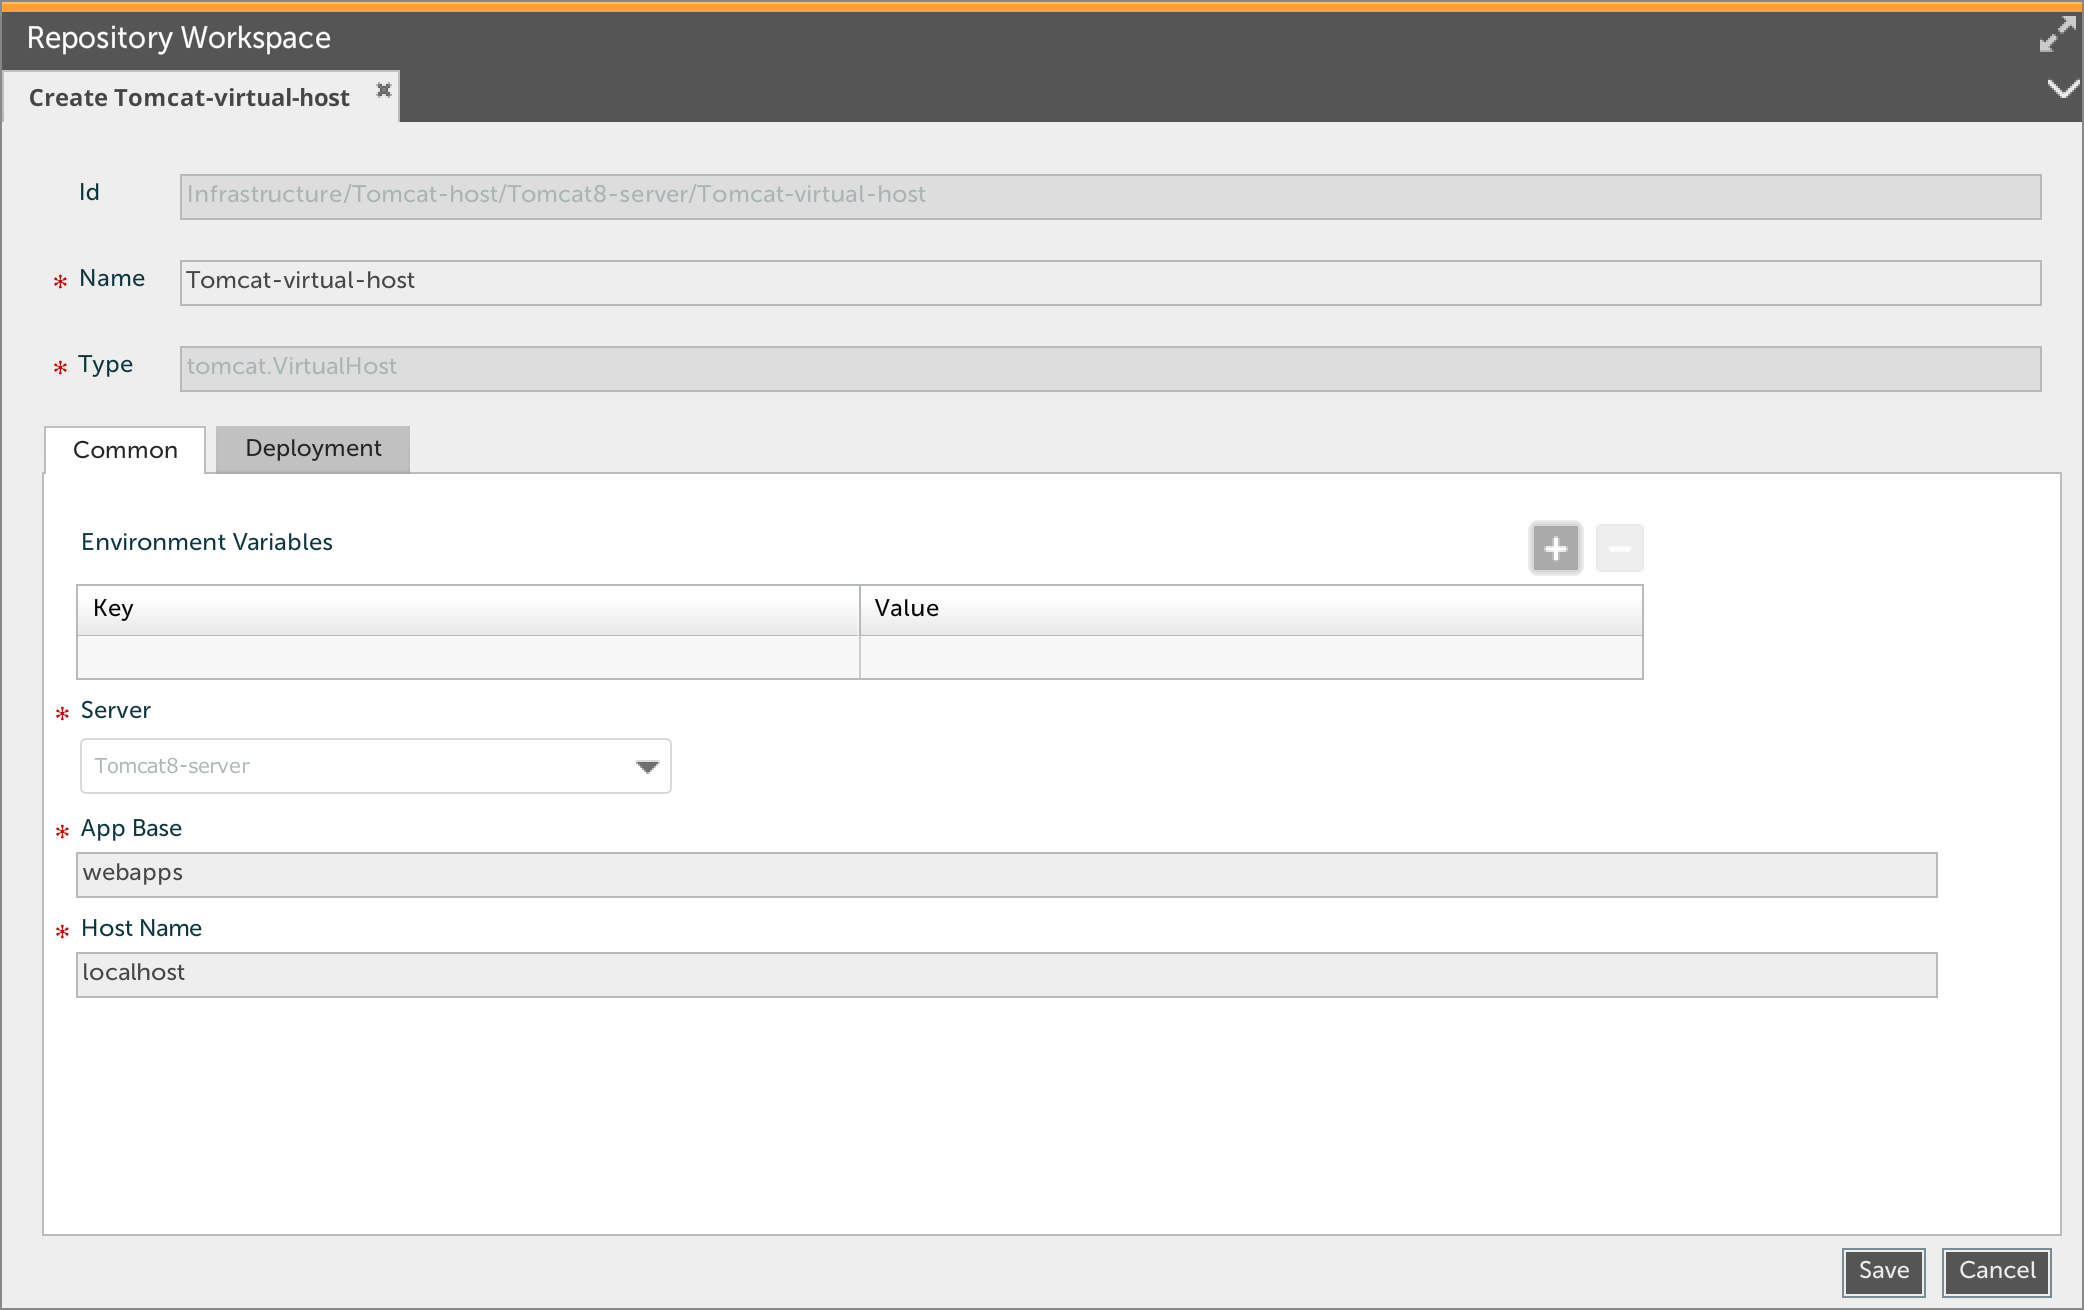 Repository Workspace
Create Tomcat-virtual-host
Id
Infrastructure/Tomcat-host/Tomcat8-server/Tomcat-virtual-host
* Name
Tomcat-virtual-host
* Type
tomcat.VirtualHost
Common
Deployment
Environment Variables
Key
Value
* Server
Tomcat8-server
* App Base
webapps
* Host Name
localhost
Save
Cancel